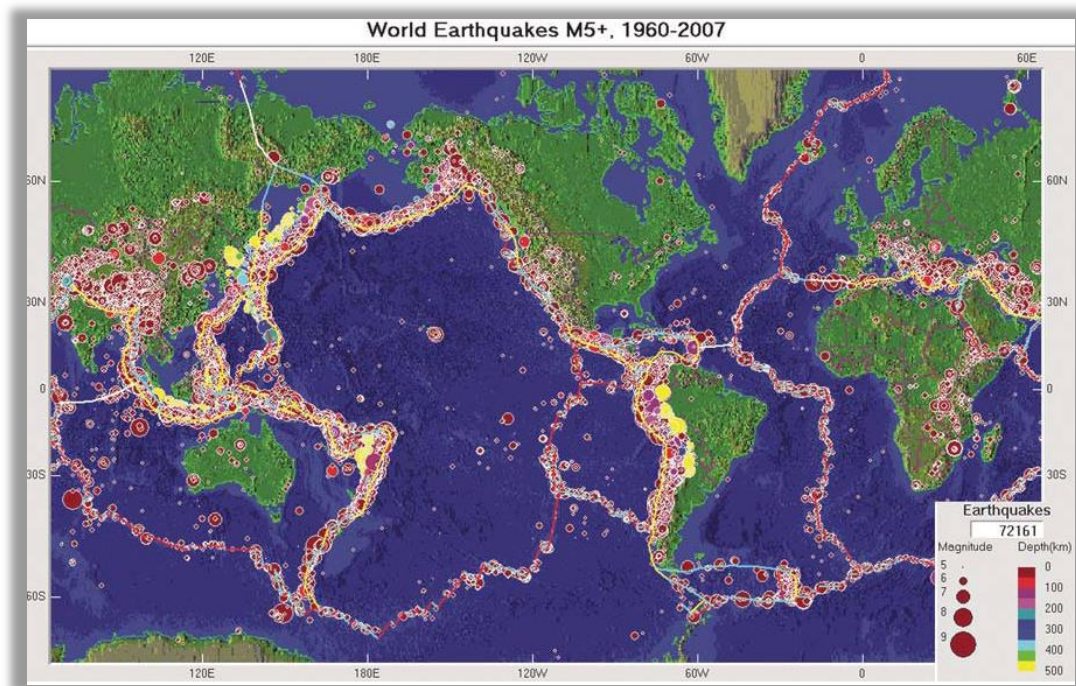 World Earthquakes M5+, 1960-2007
120E 180E 120W 60W 0 60E
60N 60N
30N 30N
0 0
30S 30S
60S
Earthquakes
72161
Magnitude Depth(km)
5 0
6 100
7 200
8 300
9 400
500
120E 180E 120W 60W 0